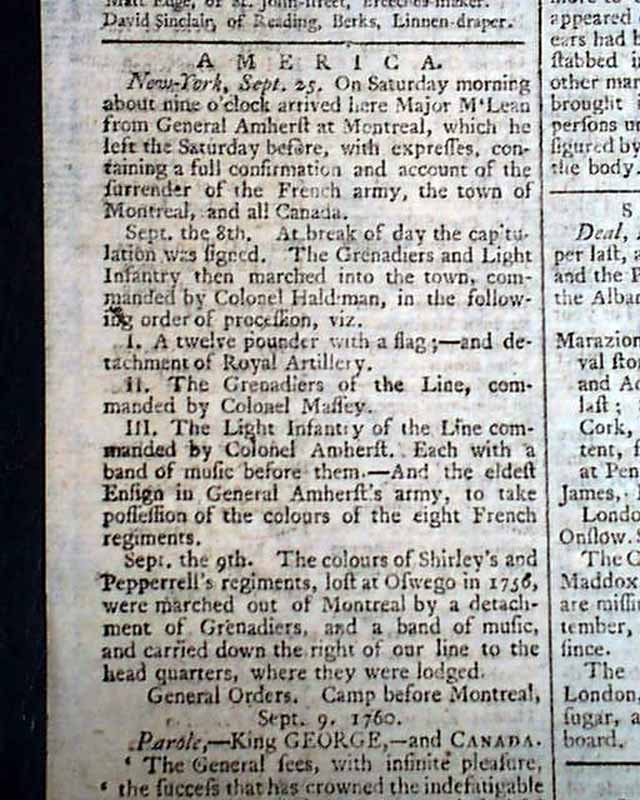 David Sinclair, of Reading, Berks, Linnen-draper.
AMERICA.
New-York, Sept. 25. On Saturday morning
about nine o'clock arrived here Major M'Lean
from General Amherſt at Montreal, which he
left the Saturday before, with expreſſes, con-
taining a full confirmation and account of the
ſurrender of the French army, the town of
Montreal, and all Canada.
Sept. the 8th. At break of day the capitu-
lation was ſigned. The Grenadiers and Light
Infantry then marched into the town, com-
manded by Colonel Haldiman, in the follow-
ing order of proceſſion, viz.
I. A twelve pounder with a flag;—and de-
tachment of Royal Artillery.
II. The Grenadiers of the Line, com-
manded by Colonel Maſſey.
III. The Light Infantry of the Line com-
manded by Colonel Amherſt. Each with a
band of muſic before them.—And the eldeſt
Enſign in General Amherſt's army, to take
poſſeſſion of the colours of the eight French
regiments.
Sept. the 9th. The colours of Shirley's and
Pepperrell's regiments, loſt at Oſwego in 1756,
were marched out of Montreal by a detach-
ment of Grenadiers, and a band of muſic,
and carried down the right of our line to the
head quarters, where they were lodged.
General Orders. Camp before Montreal,
Sept. 9. 1760.
Parole,—King GEORGE,—and CANADA.
‘ The General ſees, with infinite pleaſure,
‘ the ſucceſs that has crowned the indefatigable
appeared
ears had b
ſtabbed i
other mar
brought
perſons u
ſigured by
the body.
S
Deal,
per laſt, a
and the P
the Alba
Marazion
val ſto
and A
laſt;
Cork,
tent, f
at Pen
James,
Londo
Onſlow. S
The C
Maddox
are miſſi
tember,
ſince.
The
London
ſugar, a
board.